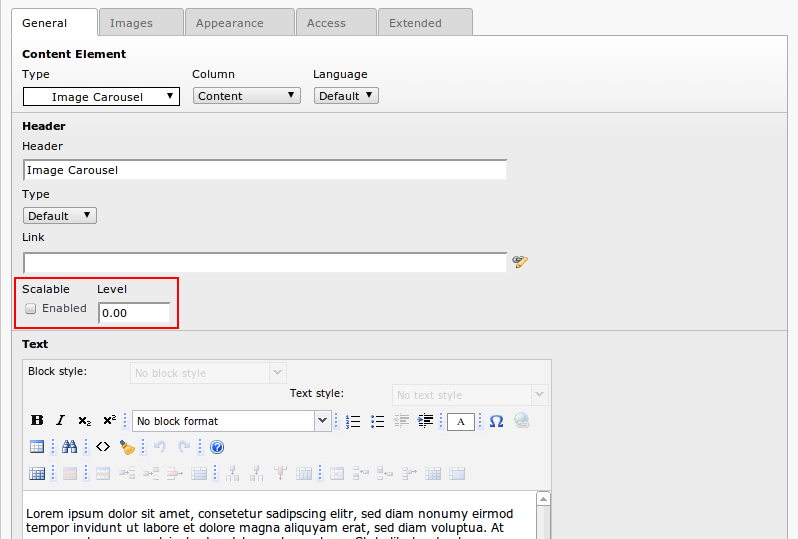 General Images Appearance Access Extended
Content Element
Type Column Language
Image Carousel Content Default
Header
Header
Image Carousel
Type
Default
Link
Scalable Level
Enabled 0.00
Text
Block style: No block style
Text style: No text style
B I x₂ x² No block format A Ω
Lorem ipsum dolor sit amet, consetetur sadipscing elitr, sed diam nonumy eirmod
tempor invidunt ut labore et dolore magna aliquyam erat, sed diam voluptua. At